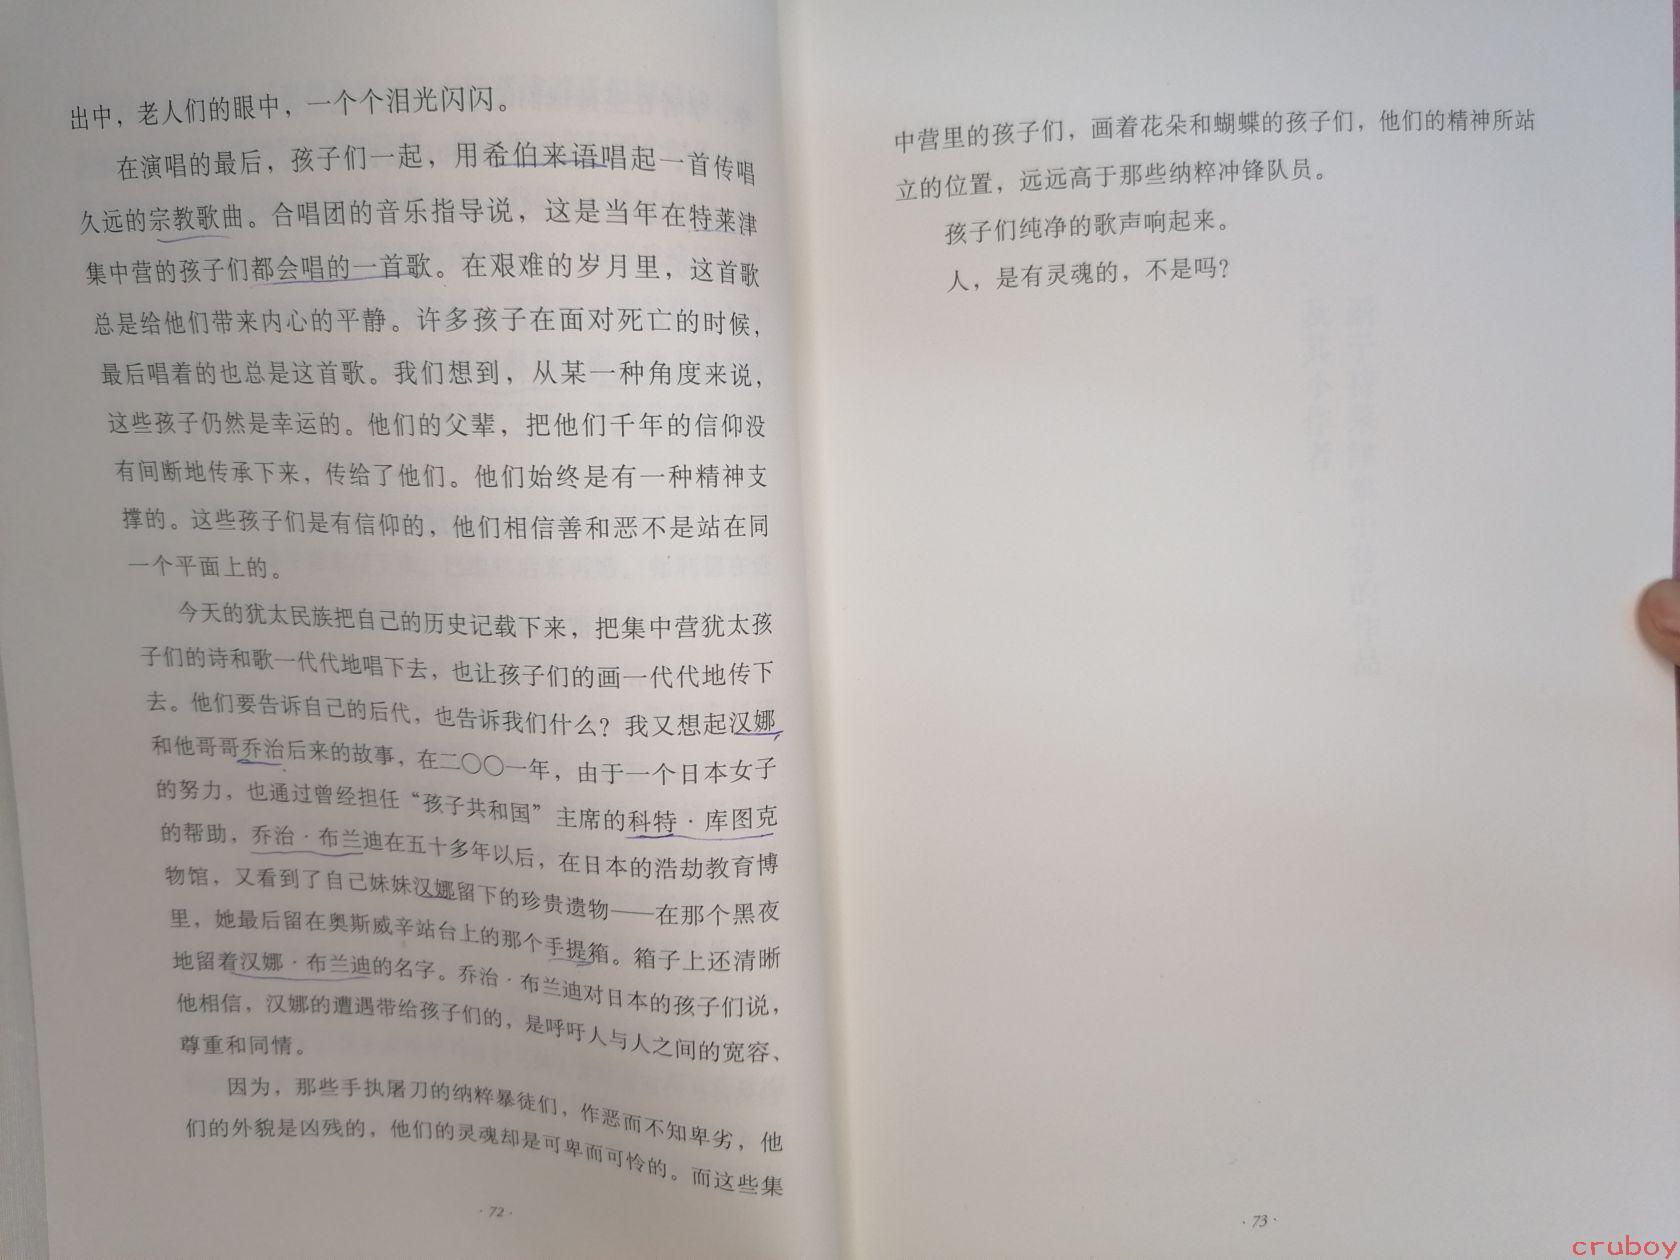 出中，老人们的眼中，一个个泪光闪闪。
在演唱的最后，孩子们一起，用希伯来语唱起一首传唱
久远的宗教歌曲。合唱团的音乐指导说，这是当年在特莱津
集中营的孩子们都会唱的一首歌。在艰难的岁月里，这首歌
总是给他们带来内心的平静。许多孩子在面对死亡的时候，
最后唱着的也总是这首歌。我们想到，从某一种角度来说，
这些孩子仍然是幸运的。他们的父辈，把他们千年的信仰没
有间断地传承下来，传给了他们。他们始终是有一种精神支
撑的。这些孩子们是有信仰的，他们相信善和恶不是站在同
一个平面上的。
今天的犹太民族把自己的历史记载下来，把集中营犹太孩
子们的诗和歌一代代地唱下去，也让孩子们的画一代代地传下
去。他们要告诉自己的后代，也告诉我们什么？我又想起汉娜
和他哥哥乔治后来的故事，在二〇〇一年，由于一个日本女子
的努力，也通过曾经担任“孩子共和国”主席的科特·库图克
的帮助，乔治·布兰迪在五十多年以后，在日本的浩劫教育博
物馆，又看到了自己妹妹汉娜留下的珍贵遗物——在那个黑夜
里，她最后留在奥斯威辛站台上的那个手提箱。箱子上还清晰
地留着汉娜·布兰迪的名字。乔治·布兰迪对日本的孩子们说，
他相信，汉娜的遭遇带给孩子们的，是呼吁人与人之间的宽容、
尊重和同情。
因为，那些手执屠刀的纳粹暴徒们，作恶而不知卑劣，他
们的外貌是凶残的，他们的灵魂却是可卑而可怜的。而这些集
·72·
中营里的孩子们，画着花朵和蝴蝶的孩子们，他们的精神所站
立的位置，远远高于那些纳粹冲锋队员。
孩子们纯净的歌声响起来。
人，是有灵魂的，不是吗？
·73·
cruboy